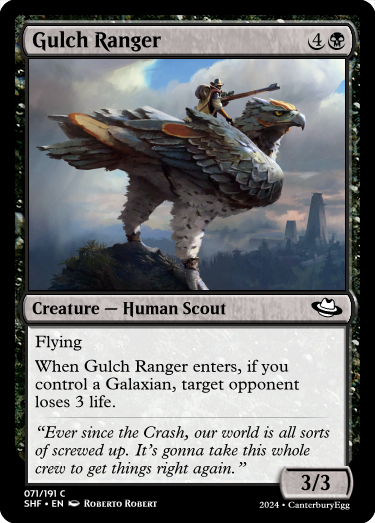 Gulch Ranger 4
Creature — Human Scout
Flying
When Gulch Ranger enters, if you
control a Galaxian, target opponent
loses 3 life.
“Ever since the Crash, our world is all sorts
of screwed up. It’s gonna take this whole
crew to get things right again.”
3/3
071/191 C
SHF • EN Roberto Robert
2024 • CanterburyEgg